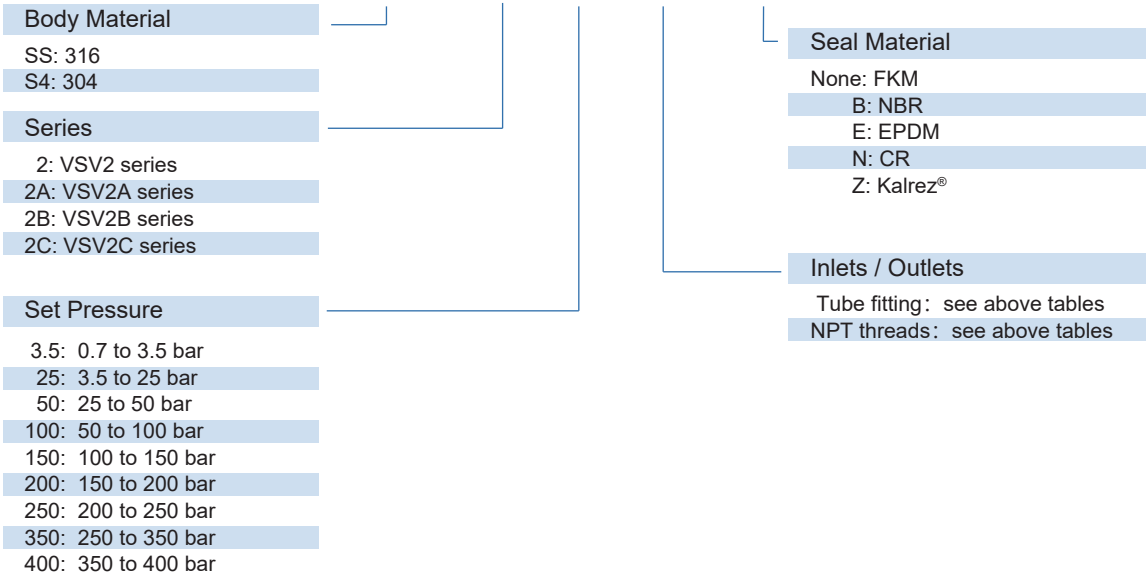 Body Material
SS: 316
S4: 304
Series
2: VSV2 series
2A: VSV2A series
2B: VSV2B series
2C: VSV2C series
Set Pressure
3.5: 0.7 to 3.5 bar
25: 3.5 to 25 bar
50: 25 to 50 bar
100: 50 to 100 bar
150: 100 to 150 bar
200: 150 to 200 bar
250: 200 to 250 bar
350: 250 to 350 bar
400: 350 to 400 bar
Seal Material
None: FKM
B: NBR
E: EPDM
N: CR
Z: Kalrez®
Inlets / Outlets
Tube fitting：see above tables
NPT threads：see above tables